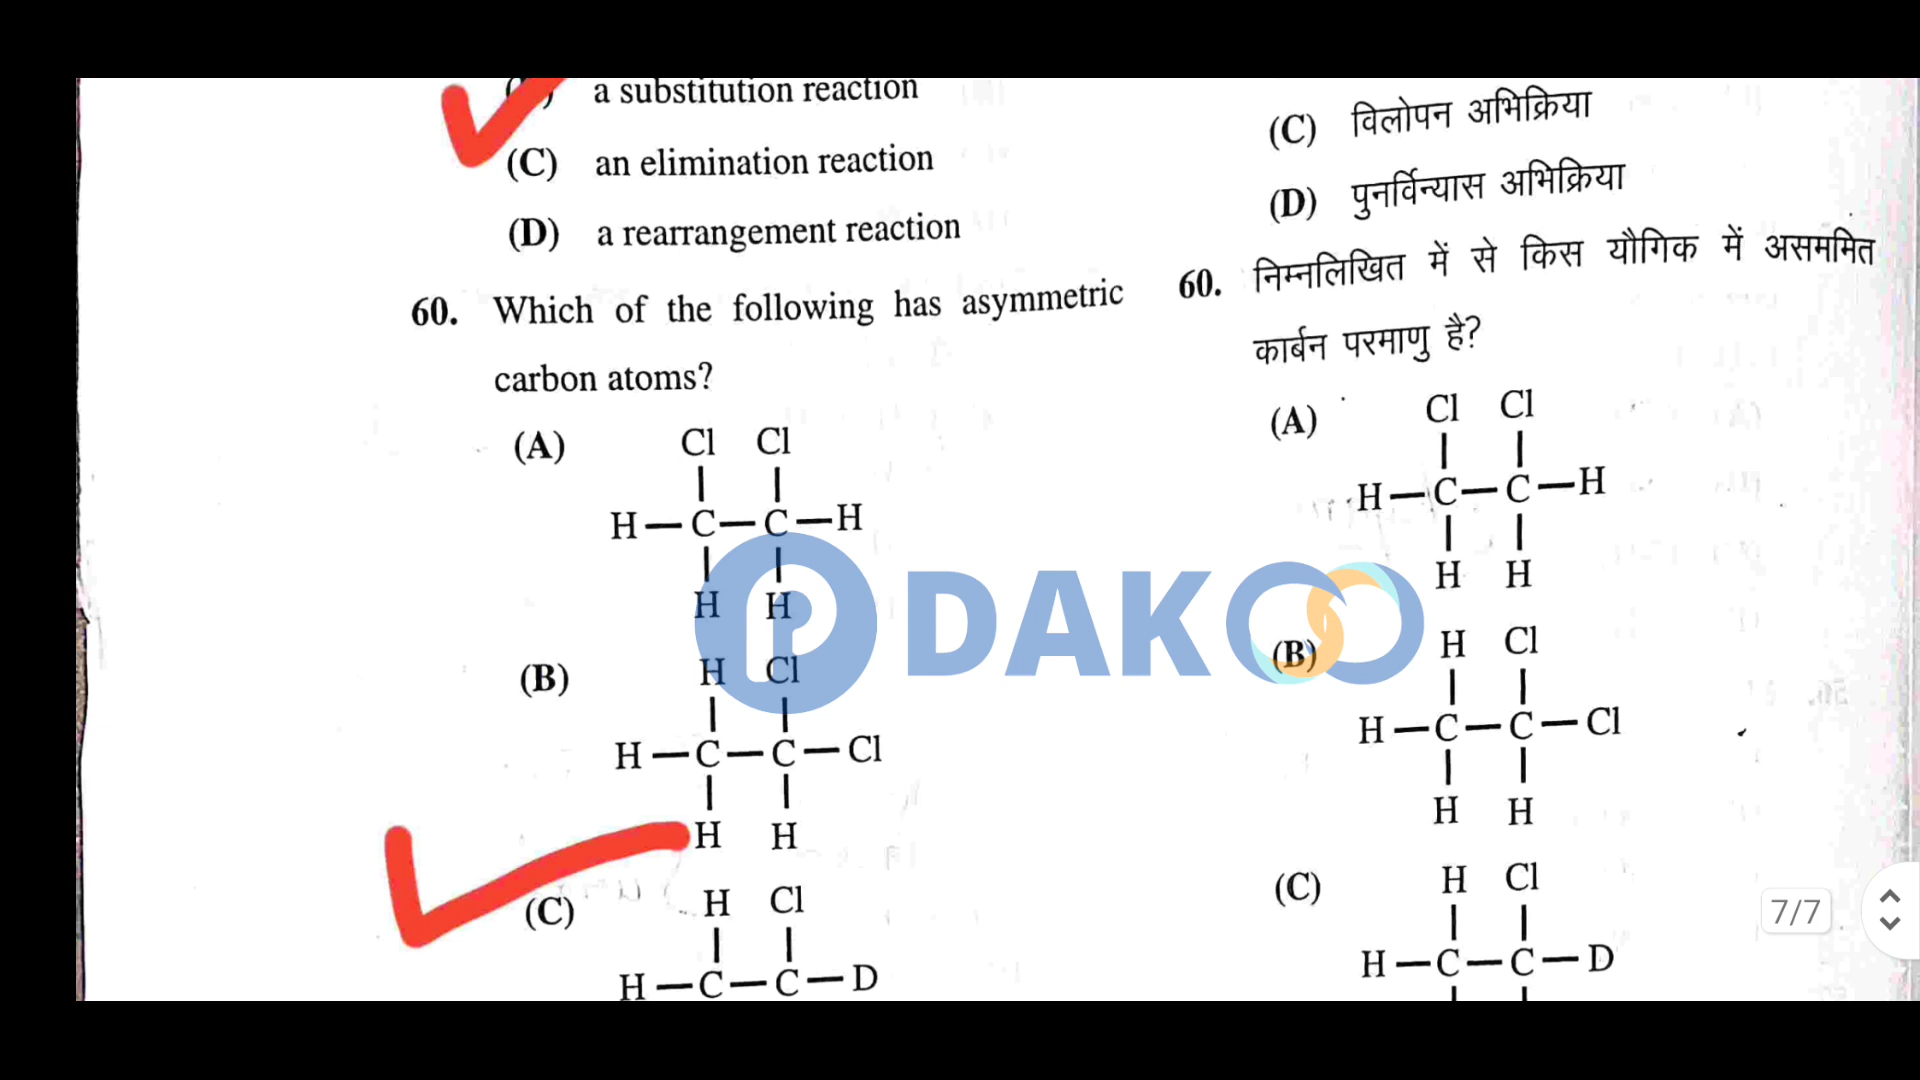 a substitution reaction
(C) an elimination reaction
(D) a rearrangement reaction
60. Which of the following has asymmetric
carbon atoms?
(A) Cl Cl
H—C—C—H
H H
(B) H Cl
H—C—C—Cl
H H
(C) H Cl
H—C—C—D
(C) विलोपन अभिक्रिया
(D) पुनर्विन्यास अभिक्रिया
60. निम्नलिखित में से किस यौगिक में असममित
कार्बन परमाणु है?
(A) Cl Cl
H—C—C—H
H H
(B) H Cl
H—C—C—Cl
H H
(C) H Cl
H—C—C—D
PDAKOO
7/7